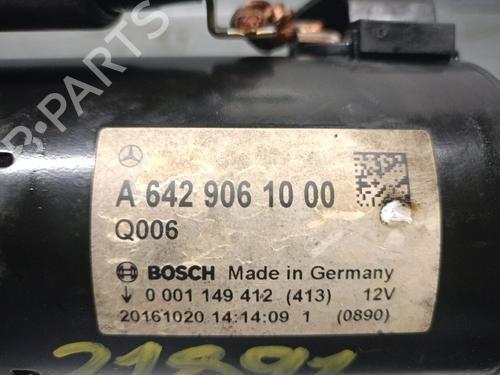 A 642 906 10 00
Q006
BOSCH Made in Germany
↓ 0 001 149 412 (413) 12V
20161020 14:14:09 1 (0890)
21891
B-PARTS